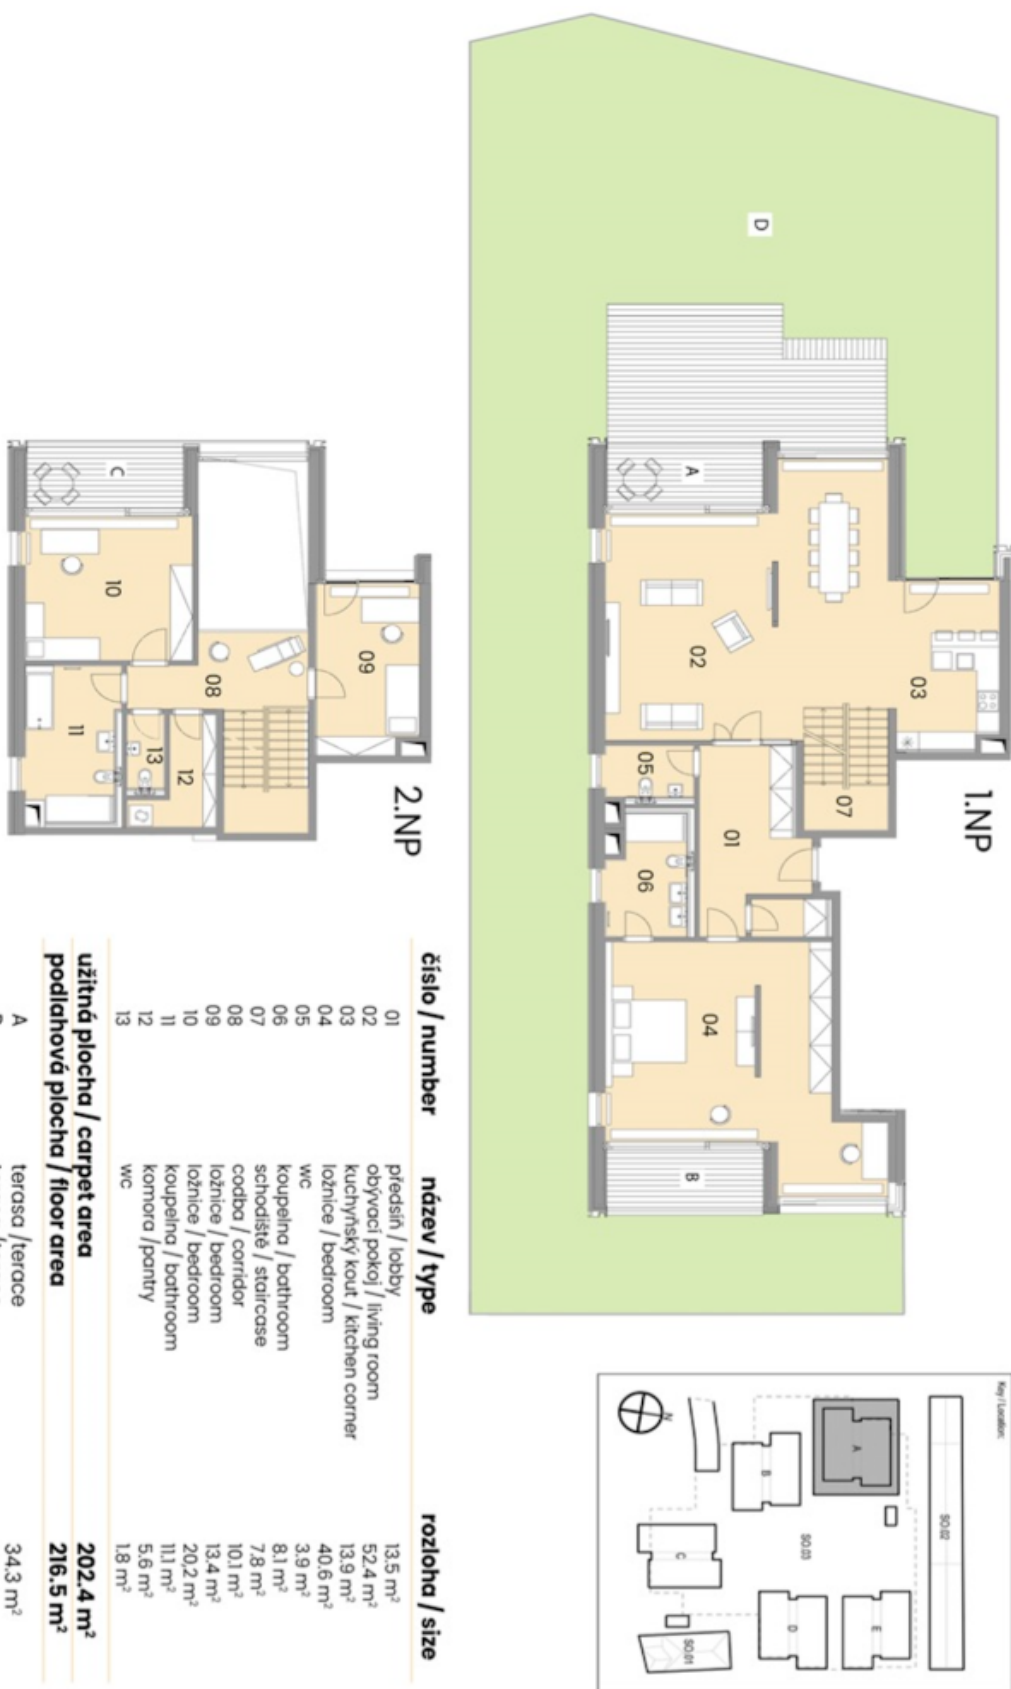 1.NP
D
A
B
01
02
03
04
05
06
07
2.NP
C
08
09
10
11
12
13
Key/Location:
SO.02
A
B
SO.03
C
D
E
SO.01
N
číslo / number název / type rozloha / size
01 předsíň / lobby 13.5 m²
02 obývací pokoj / living room 52.4 m²
03 kuchyňský kout / kitchen corner 13.9 m²
04 ložnice / bedroom 40.6 m²
05 wc 3.9 m²
06 koupelna / bathroom 8.1 m²
07 schodiště / staircase 7.8 m²
08 codba / corridor 10.1 m²
09 ložnice / bedroom 13.4 m²
10 ložnice / bedroom 20,2 m²
11 koupelna / bathroom 11.1 m²
12 komora /pantry 5.6 m²
13 wc 1.8 m²
užitná plocha / carpet area 202.4 m²
podlahová plocha / floor area 216.5 m²
A terasa /terace 34.3 m²